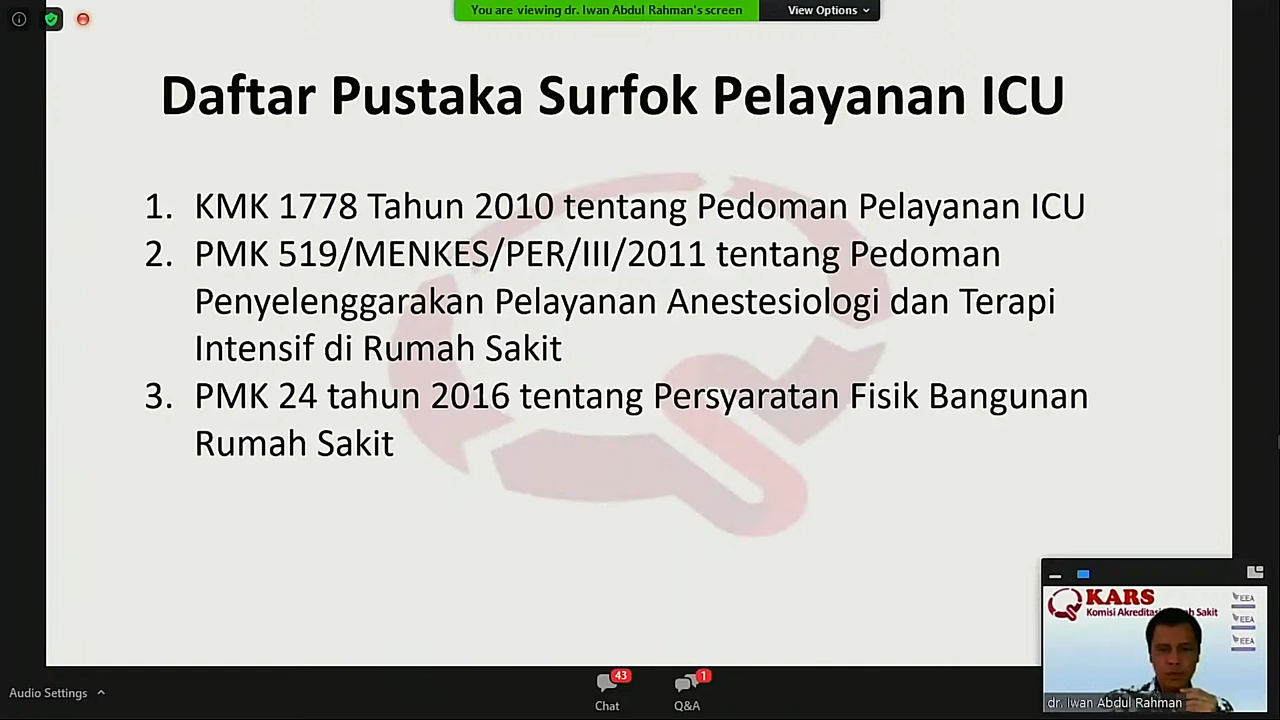 You are viewing dr. Iwan Abdul Rahman's screen
View Options
Daftar Pustaka Surfok Pelayanan ICU
1. KMK 1778 Tahun 2010 tentang Pedoman Pelayanan ICU
2. PMK 519/MENKES/PER/III/2011 tentang Pedoman
Penyelenggarakan Pelayanan Anestesiologi dan Terapi
Intensif di Rumah Sakit
3. PMK 24 tahun 2016 tentang Persyaratan Fisik Bangunan
Rumah Sakit
KARS
Komisi Akreditasi Sakit
EEA
EEA
EEA
dr. Iwan Abdul Rahman
Audio Settings
43
Chat
1
Q&A